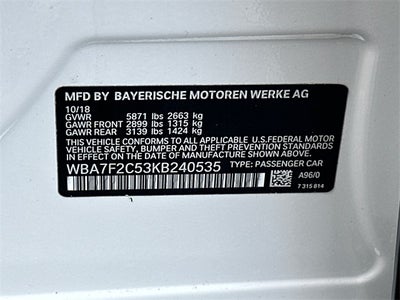 MFD BY BAYERISCHE MOTOREN WERKE AG
10/18
GVWR 5871 lbs 2663 kg
GAWR FRONT 2899 lbs 1315 kg
GAWR REAR 3139 lbs 1424 kg
THIS VEHICLE CONFORMS TO ALL APPLICABLE U.S.FEDERAL MOTOR
VEHICLE SAFETY, BUMPER AND THEFT PREVENTION STANDARDS
IN EFFECT ON THE DATE OF MANUFACTURE SHOWN ABOVE.
WBA7F2C53KB240535 TYPE: PASSENGER CAR
A96/0
7 315 814